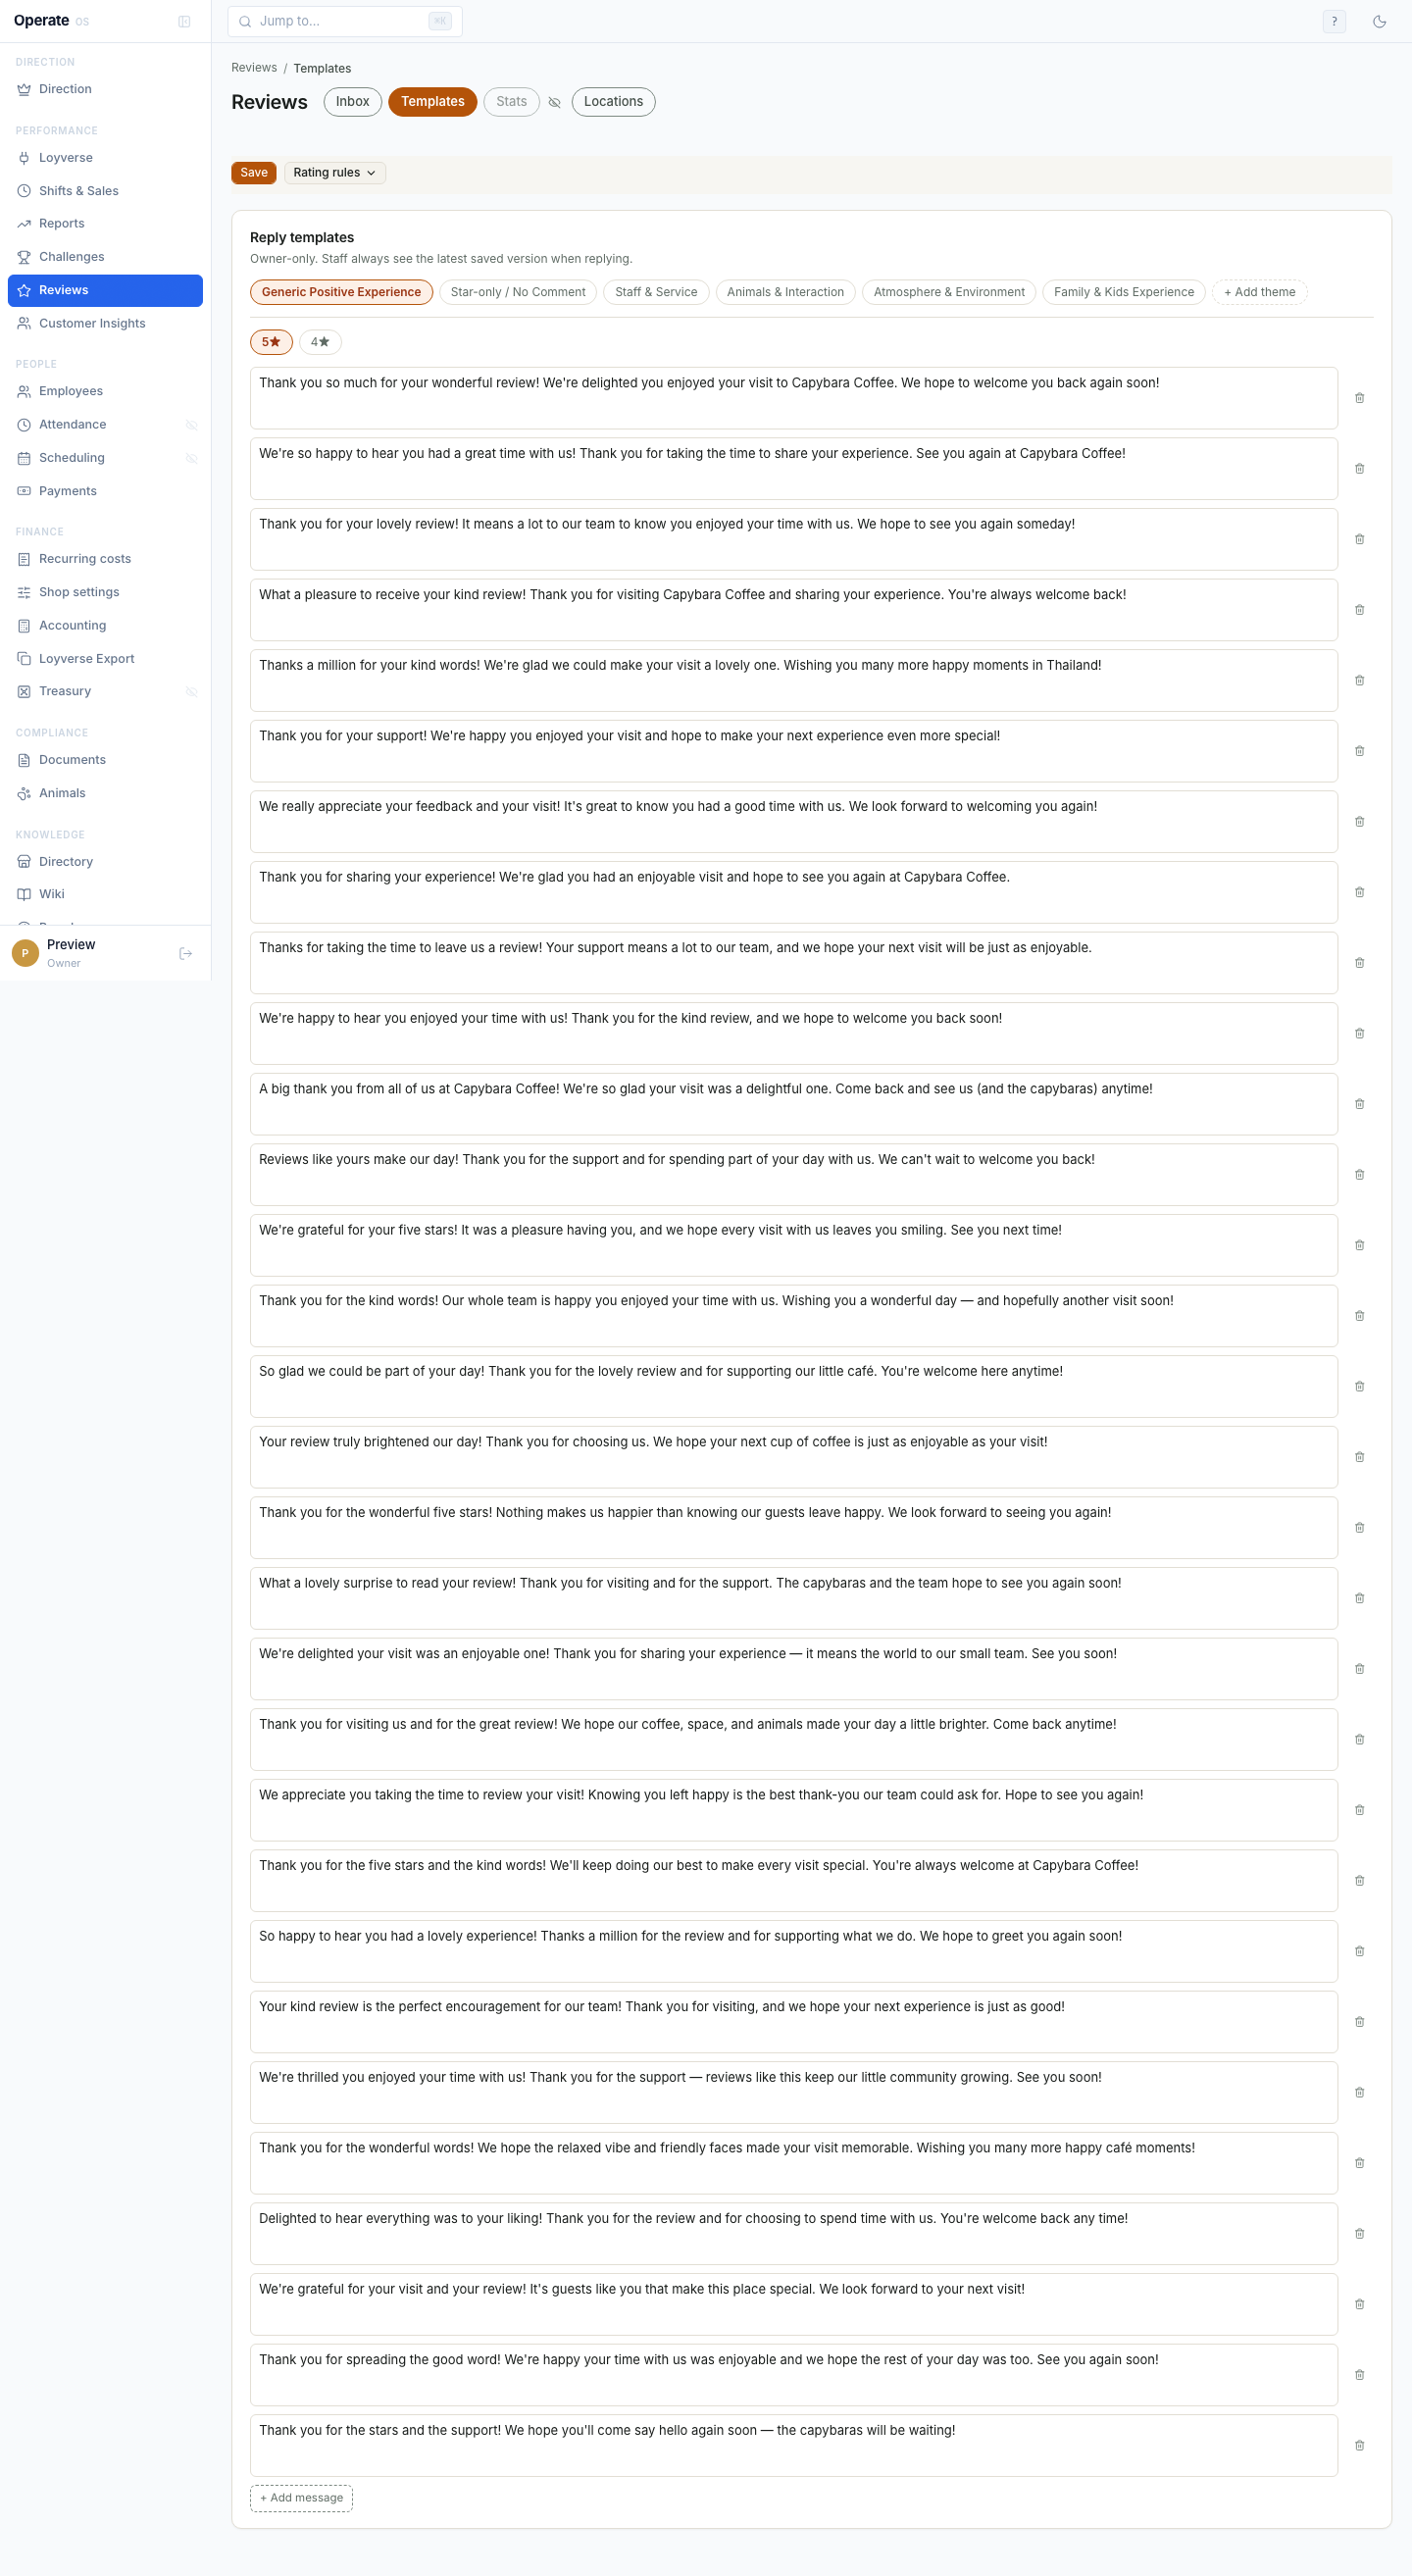 Operate OS
Jump to...
⌘K
?
DIRECTION
Direction
PERFORMANCE
Loyverse
Shifts & Sales
Reports
Challenges
Reviews
Customer Insights
PEOPLE
Employees
Attendance
Scheduling
Payments
FINANCE
Recurring costs
Shop settings
Accounting
Loyverse Export
Treasury
COMPLIANCE
Documents
Animals
KNOWLEDGE
Directory
Wiki
P
Preview
Owner
Reviews / Templates
Reviews
Inbox
Templates
Stats
Locations
Save
Rating rules
Reply templates
Owner-only. Staff always see the latest saved version when replying.
Generic Positive Experience
Star-only / No Comment
Staff & Service
Animals & Interaction
Atmosphere & Environment
Family & Kids Experience
+ Add theme
5★
4★
Thank you so much for your wonderful review! We're delighted you enjoyed your visit to Capybara Coffee. We hope to welcome you back again soon!
We're so happy to hear you had a great time with us! Thank you for taking the time to share your experience. See you again at Capybara Coffee!
Thank you for your lovely review! It means a lot to our team to know you enjoyed your time with us. We hope to see you again someday!
What a pleasure to receive your kind review! Thank you for visiting Capybara Coffee and sharing your experience. You're always welcome back!
Thanks a million for your kind words! We're glad we could make your visit a lovely one. Wishing you many more happy moments in Thailand!
Thank you for your support! We're happy you enjoyed your visit and hope to make your next experience even more special!
We really appreciate your feedback and your visit! It's great to know you had a good time with us. We look forward to welcoming you again!
Thank you for sharing your experience! We're glad you had an enjoyable visit and hope to see you again at Capybara Coffee.
Thanks for taking the time to leave us a review! Your support means a lot to our team, and we hope your next visit will be just as enjoyable.
We're happy to hear you enjoyed your time with us! Thank you for the kind review, and we hope to welcome you back soon!
A big thank you from all of us at Capybara Coffee! We're so glad your visit was a delightful one. Come back and see us (and the capybaras) anytime!
Reviews like yours make our day! Thank you for the support and for spending part of your day with us. We can't wait to welcome you back!
We're grateful for your five stars! It was a pleasure having you, and we hope every visit with us leaves you smiling. See you next time!
Thank you for the kind words! Our whole team is happy you enjoyed your time with us. Wishing you a wonderful day — and hopefully another visit soon!
So glad we could be part of your day! Thank you for the lovely review and for supporting our little café. You're welcome here anytime!
Your review truly brightened our day! Thank you for choosing us. We hope your next cup of coffee is just as enjoyable as your visit!
Thank you for the wonderful five stars! Nothing makes us happier than knowing our guests leave happy. We look forward to seeing you again!
What a lovely surprise to read your review! Thank you for visiting and for the support. The capybaras and the team hope to see you again soon!
We're delighted your visit was an enjoyable one! Thank you for sharing your experience — it means the world to our small team. See you soon!
Thank you for visiting us and for the great review! We hope our coffee, space, and animals made your day a little brighter. Come back anytime!
We appreciate you taking the time to review your visit! Knowing you left happy is the best thank-you our team could ask for. Hope to see you again!
Thank you for the five stars and the kind words! We'll keep doing our best to make every visit special. You're always welcome at Capybara Coffee!
So happy to hear you had a lovely experience! Thanks a million for the review and for supporting what we do. We hope to greet you again soon!
Your kind review is the perfect encouragement for our team! Thank you for visiting, and we hope your next experience is just as good!
We're thrilled you enjoyed your time with us! Thank you for the support — reviews like this keep our little community growing. See you soon!
Thank you for the wonderful words! We hope the relaxed vibe and friendly faces made your visit memorable. Wishing you many more happy café moments!
Delighted to hear everything was to your liking! Thank you for the review and for choosing to spend time with us. You're welcome back any time!
We're grateful for your visit and your review! It's guests like you that make this place special. We look forward to your next visit!
Thank you for spreading the good word! We're happy your time with us was enjoyable and we hope the rest of your day was too. See you again soon!
Thank you for the stars and the support! We hope you'll come say hello again soon — the capybaras will be waiting!
+ Add message